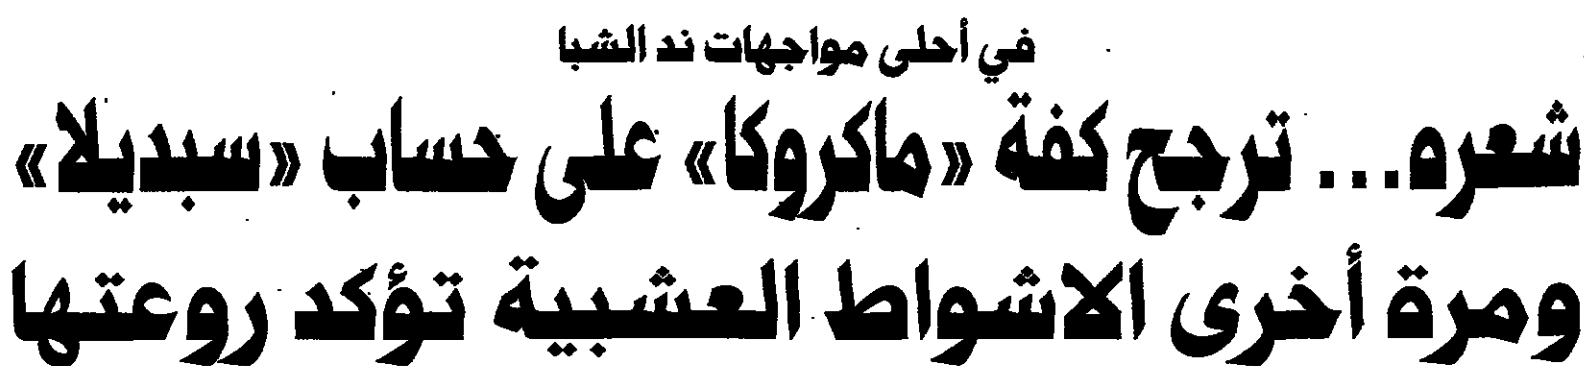 في أحلى مواجهات ند الشبا
شعره... ترجح كفة «ماكروكا» على حساب «سبديلا»
ومرة أخرى الاشواط العشبية تؤكد روعتها